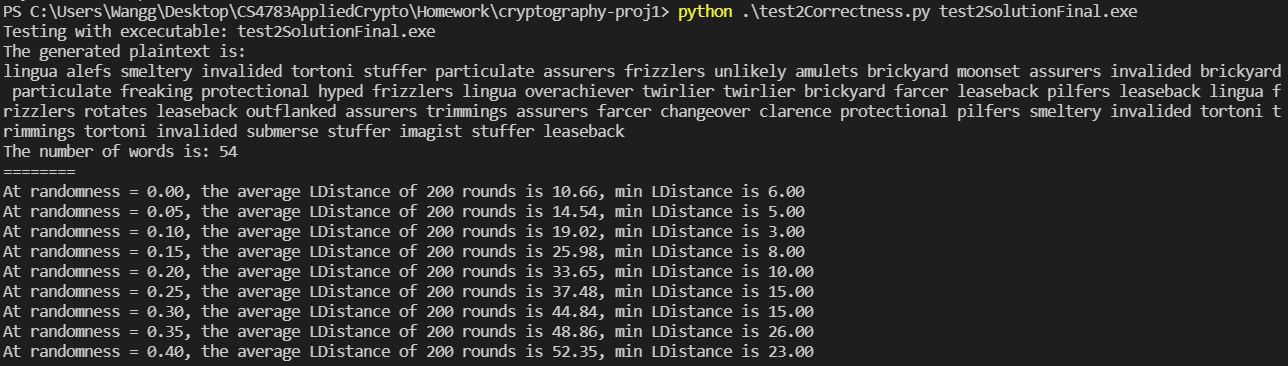 PS C:\Users\Wangg\Desktop\CS4783AppliedCrypto\Homework\cryptography-proj1> python .\test2Correctness.py test2SolutionFinal.exe
Testing with excecutable: test2SolutionFinal.exe
The generated plaintext is:
lingua alefs smeltery invalided tortoni stuffer particulate assurers frizzlers unlikely amulets brickyard moonset assurers invalided brickyard
 particulate freaking protectional hyped frizzlers lingua overachiever twirlier twirlier brickyard farcer leaseback pilfers leaseback lingua f
rizzlers rotates leaseback outflanked assurers trimmings assurers farcer changeover clarence protectional pilfers smeltery invalided tortoni t
rimmings tortoni invalided submerse stuffer imagist stuffer leaseback
The number of words is: 54
========
At randomness = 0.00, the average LDistance of 200 rounds is 10.66, min LDistance is 6.00
At randomness = 0.05, the average LDistance of 200 rounds is 14.54, min LDistance is 5.00
At randomness = 0.10, the average LDistance of 200 rounds is 19.02, min LDistance is 3.00
At randomness = 0.15, the average LDistance of 200 rounds is 25.98, min LDistance is 8.00
At randomness = 0.20, the average LDistance of 200 rounds is 33.65, min LDistance is 10.00
At randomness = 0.25, the average LDistance of 200 rounds is 37.48, min LDistance is 15.00
At randomness = 0.30, the average LDistance of 200 rounds is 44.84, min LDistance is 15.00
At randomness = 0.35, the average LDistance of 200 rounds is 48.86, min LDistance is 26.00
At randomness = 0.40, the average LDistance of 200 rounds is 52.35, min LDistance is 23.00